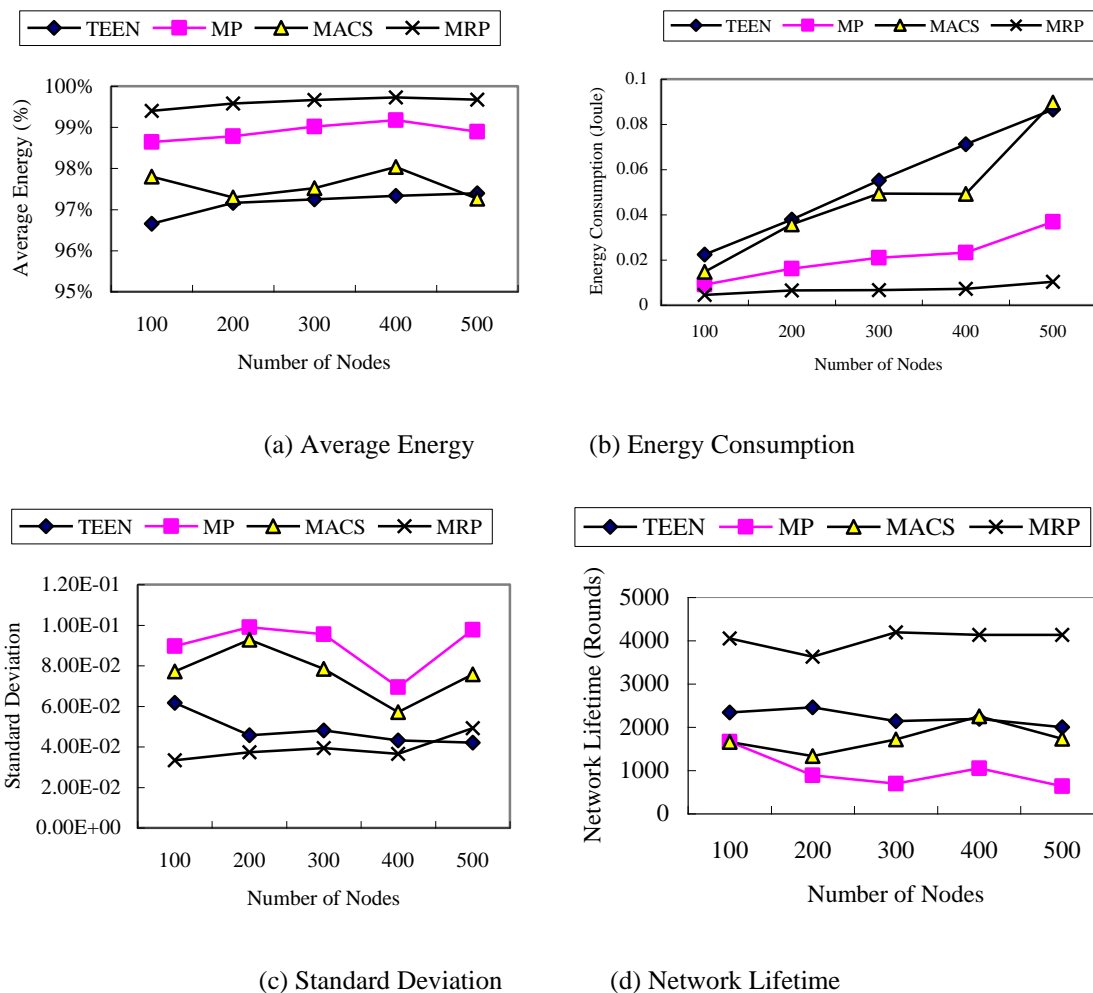 TEEN MP MACS MRP
100%
99%
98%
97%
96%
95%
Average Energy (%)
100 200 300 400 500
Number of Nodes
TEEN MP MACS MRP
0.1
0.08
0.06
0.04
0.02
0
Energy Consumption (Joule)
100 200 300 400 500
Number of Nodes
(a) Average Energy
(b) Energy Consumption
TEEN MP MACS MRP
1.20E-01
1.00E-01
8.00E-02
6.00E-02
4.00E-02
2.00E-02
0.00E+00
Standard Deviation
100 200 300 400 500
Number of Nodes
TEEN MP MACS MRP
5000
4000
3000
2000
1000
0
Network Lifetime (Rounds)
100 200 300 400 500
Number of Nodes
(c) Standard Deviation
(d) Network Lifetime